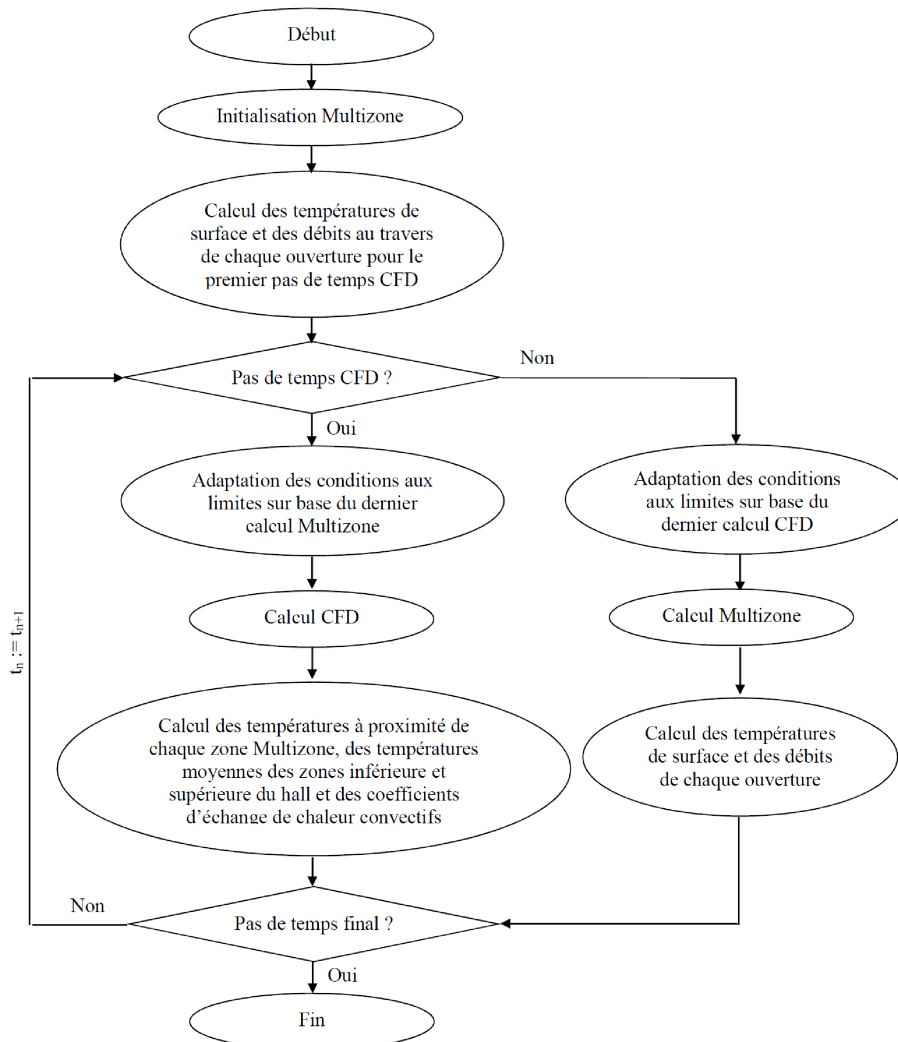 Début
Initialisation Multizone
Calcul des températures de
surface et des débits au travers
de chaque ouverture pour le
premier pas de temps CFD
Pas de temps CFD ?
Non
Oui
Adaptation des conditions aux
limites sur base du dernier
calcul Multizone
Adaptation des conditions
aux limites sur base du
dernier calcul CFD
Calcul CFD
Calcul Multizone
tn := tn+1
Calcul des températures à proximité de
chaque zone Multizone, des températures
moyennes des zones inférieure et
supérieure du hall et des coefficients
d'échange de chaleur convectifs
Calcul des températures
de surface et des débits
de chaque ouverture
Non
Pas de temps final ?
Oui
Fin